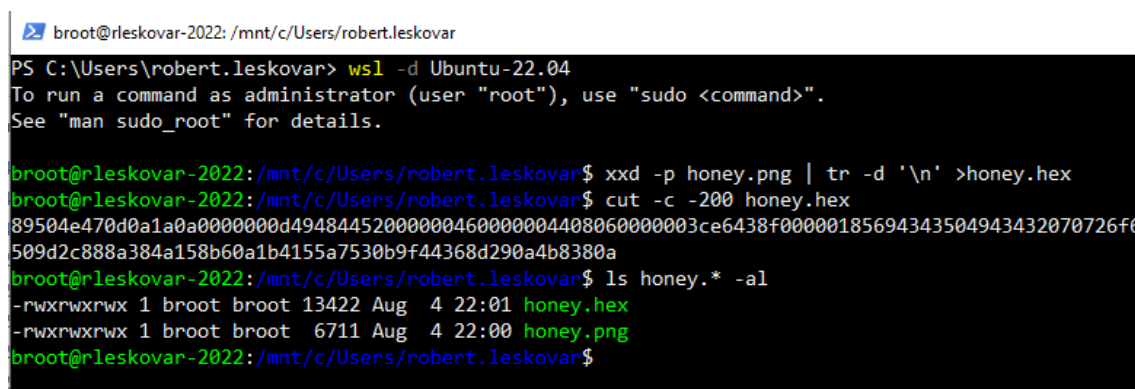 broot@rleskovar-2022: /mnt/c/Users/robert.leskovar
PS C:\Users\robert.leskovar> wsl -d Ubuntu-22.04
To run a command as administrator (user "root"), use "sudo <command>".
See "man sudo_root" for details.
broot@rleskovar-2022:/mnt/c/Users/robert.leskovar$ xxd -p honey.png | tr -d '\n' >honey.hex
broot@rleskovar-2022:/mnt/c/Users/robert.leskovar$ cut -c -200 honey.hex
89504e470d0a1a0a0000000d49484452000000460000004408060000003ce6438f00000185694343504943432070726f6
509d2c888a384a158b60a1b4155a7530b9f44368d290a4b8380a
broot@rleskovar-2022:/mnt/c/Users/robert.leskovar$ ls honey.* -al
-rwxrwxrwx 1 broot broot 13422 Aug  4 22:01 honey.hex
-rwxrwxrwx 1 broot broot  6711 Aug  4 22:00 honey.png
broot@rleskovar-2022:/mnt/c/Users/robert.leskovar$